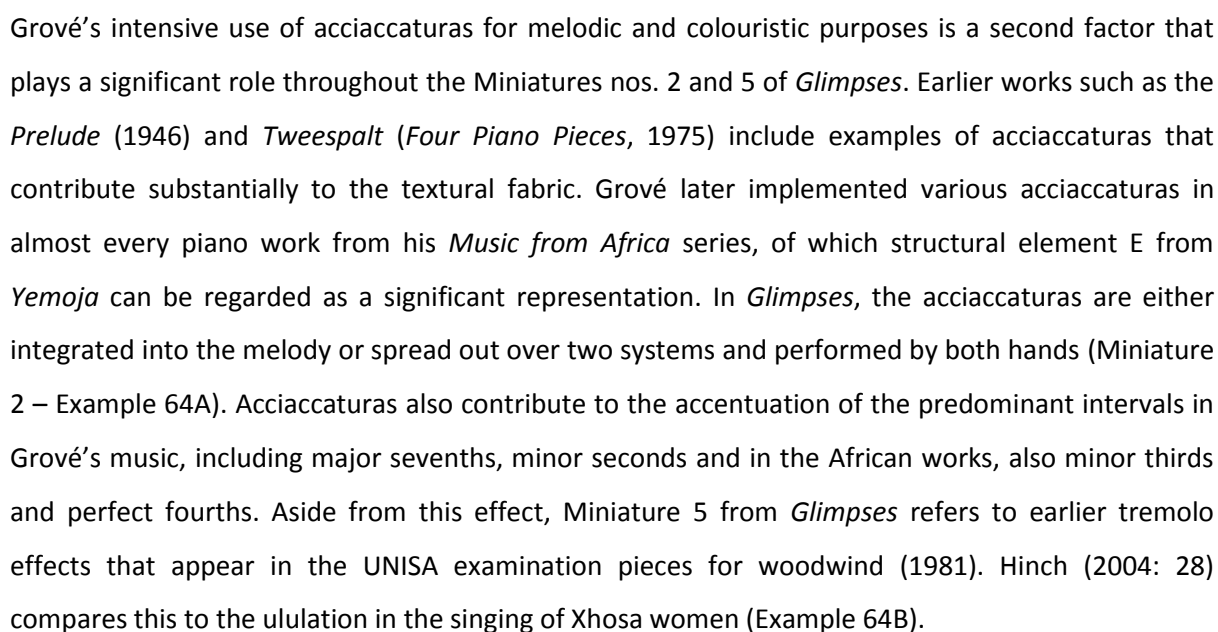 Grové’s intensive use of acciaccaturas for melodic and colouristic purposes is a second factor that
plays a significant role throughout the Miniatures nos. 2 and 5 of Glimpses. Earlier works such as the
Prelude (1946) and Tweespalt (Four Piano Pieces, 1975) include examples of acciaccaturas that
contribute substantially to the textural fabric. Grové later implemented various acciaccaturas in
almost every piano work from his Music from Africa series, of which structural element E from
Yemoja can be regarded as a significant representation. In Glimpses, the acciaccaturas are either
integrated into the melody or spread out over two systems and performed by both hands (Miniature
2 – Example 64A). Acciaccaturas also contribute to the accentuation of the predominant intervals in
Grové’s music, including major sevenths, minor seconds and in the African works, also minor thirds
and perfect fourths. Aside from this effect, Miniature 5 from Glimpses refers to earlier tremolo
effects that appear in the UNISA examination pieces for woodwind (1981). Hinch (2004: 28)
compares this to the ululation in the singing of Xhosa women (Example 64B).